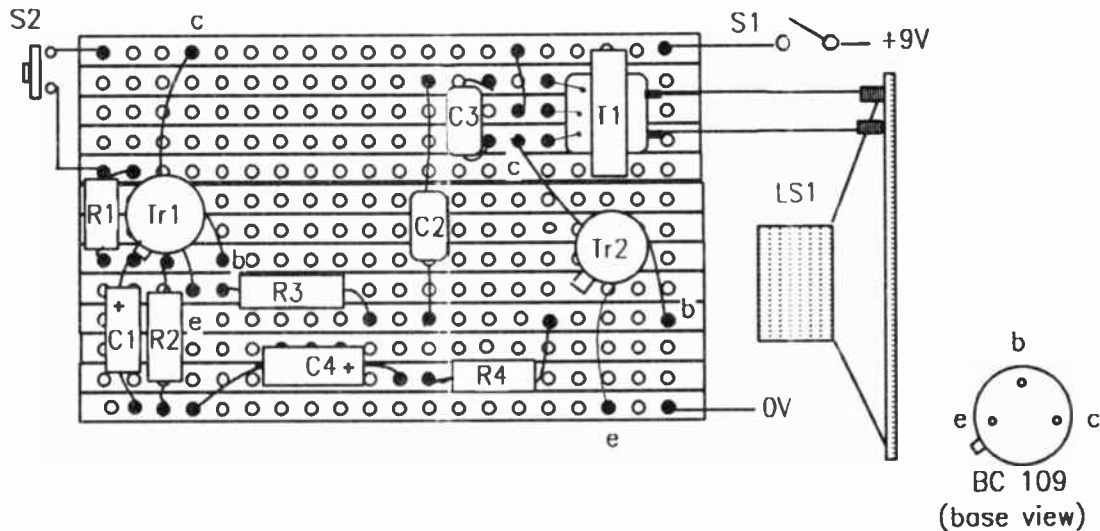 S2
c
S1
+9V
C3
T1
c
LS1
R1
Tr1
C2
Tr2
b
R3
b
+
C1
R2
e
C4 +
R4
0V
e
b
e
c
BC 109
(base view)